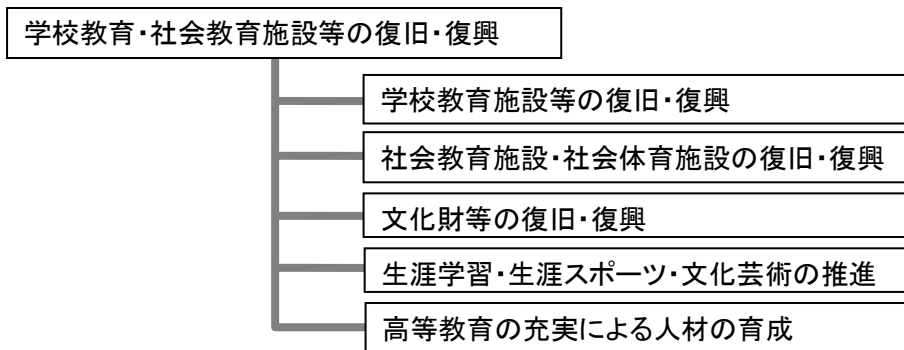 学校教育・社会教育施設等の復旧・復興
学校教育施設等の復旧・復興
社会教育施設・社会体育施設の復旧・復興
文化財等の復旧・復興
生涯学習・生涯スポーツ・文化芸術の推進
高等教育の充実による人材の育成